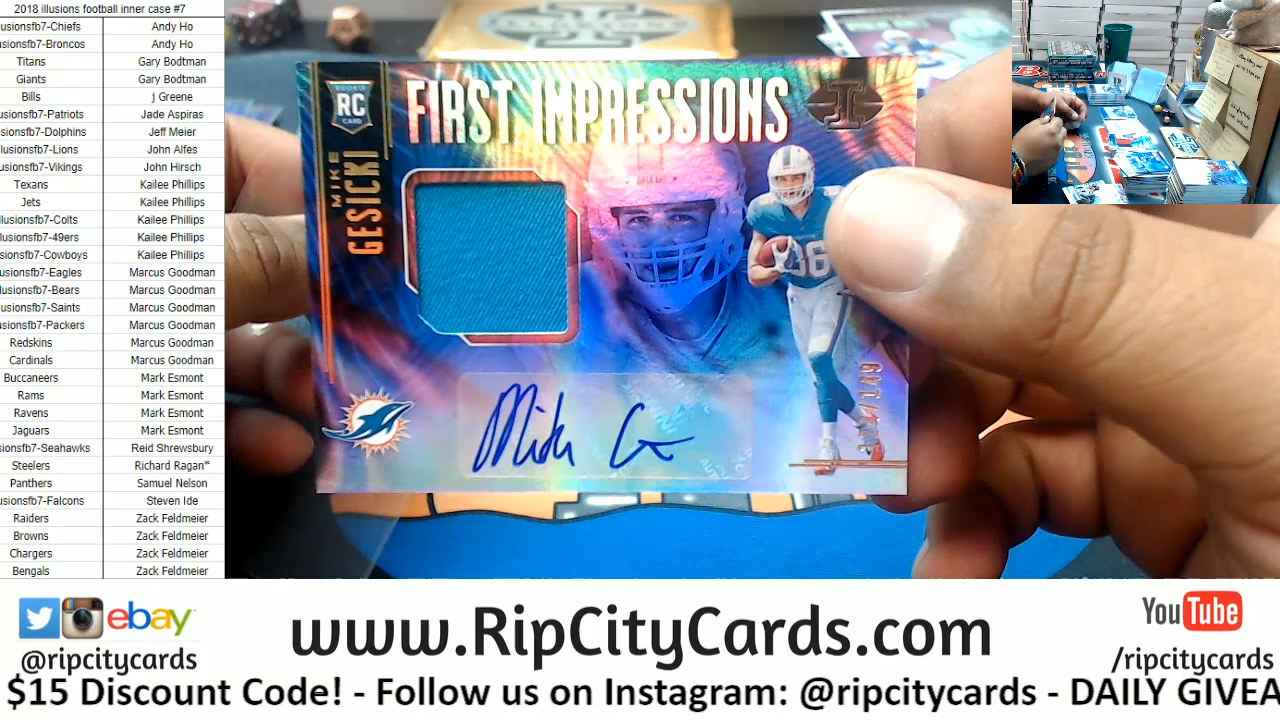 2018 illusions football inner case #7
lusionsfb7-Chiefs Andy Ho
usionsfb7-Broncos Andy Ho
Titans Gary Bodtman
Giants Gary Bodtman
Bills j Greene
lusionsfb7-Patriots Jade Aspiras
usionsfb7-Dolphins Jeff Meier
llusionsfb7-Lions John Alfes
lusionsfb7-Vikings John Hirsch
Texans Kailee Phillips
Jets Kailee Phillips
llusionsfb7-Colts Kailee Phillips
lusionsfb7-49ers Kailee Phillips
usionsfb7-Cowboys Kailee Phillips
lusionsfb7-Eagles Marcus Goodman
lusionsfb7-Bears Marcus Goodman
lusionsfb7-Saints Marcus Goodman
usionsfb7-Packers Marcus Goodman
Redskins Marcus Goodman
Cardinals Marcus Goodman
Buccaneers Mark Esmont
Rams Mark Esmont
Ravens Mark Esmont
Jaguars Mark Esmont
sionsfb7-Seahawks Reid Shrewsbury
Steelers Richard Ragan*
Panthers Samuel Nelson
usionsfb7-Falcons Steven Ide
Raiders Zack Feldmeier
Browns Zack Feldmeier
Chargers Zack Feldmeier
Bengals Zack Feldmeier
ROOKIE
RC
CARD
FIRST IMPRESSIONS
I
MIKE
GESICKI
86
/149
ebay
@ripcitycards
www.RipCityCards.com
YouTube
/ripcitycards
$15 Discount Code! - Follow us on Instagram: @ripcitycards - DAILY GIVEA